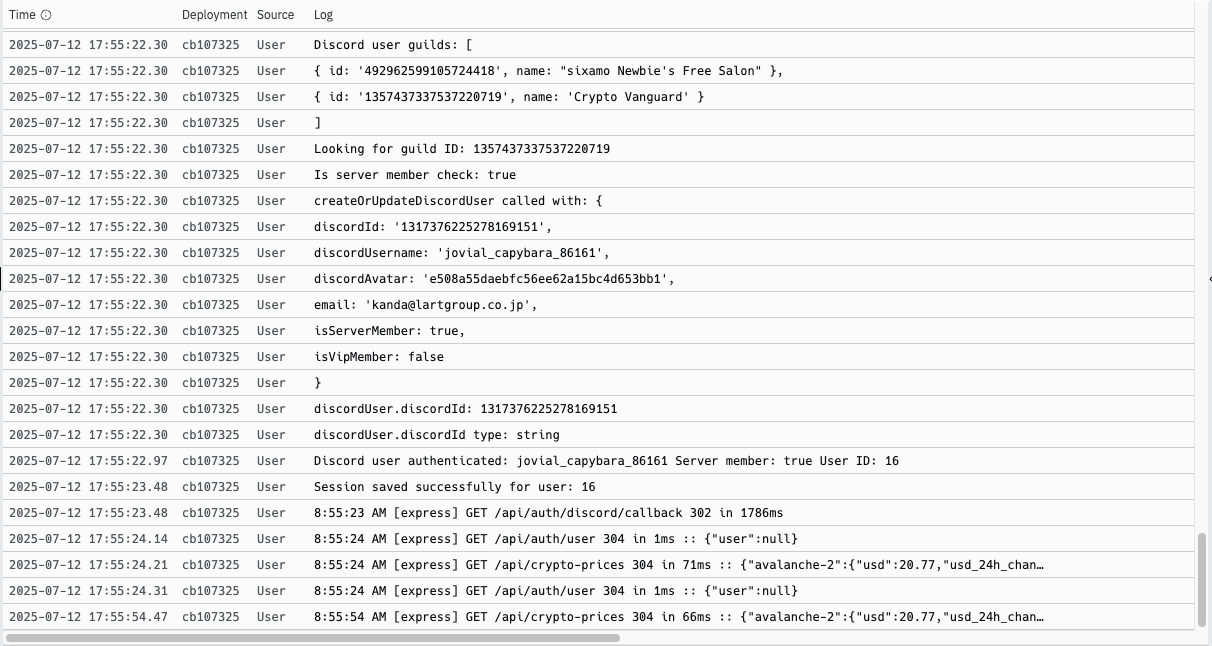 Time Deployment Source Log
2025-07-12 17:55:22.30 cb107325 User Discord user guilds: [
2025-07-12 17:55:22.30 cb107325 User { id: '492962599105724418', name: "sixamo Newbie's Free Salon" },
2025-07-12 17:55:22.30 cb107325 User { id: '1357437337537220719', name: 'Crypto Vanguard' }
2025-07-12 17:55:22.30 cb107325 User ]
2025-07-12 17:55:22.30 cb107325 User Looking for guild ID: 1357437337537220719
2025-07-12 17:55:22.30 cb107325 User Is server member check: true
2025-07-12 17:55:22.30 cb107325 User createOrUpdateDiscordUser called with: {
2025-07-12 17:55:22.30 cb107325 User discordId: '1317376225278169151',
2025-07-12 17:55:22.30 cb107325 User discordUsername: 'jovial_capybara_86161',
2025-07-12 17:55:22.30 cb107325 User discordAvatar: 'e508a55daebfc56ee62a15bc4d653bb1',
2025-07-12 17:55:22.30 cb107325 User email: 'kanda@lartgroup.co.jp',
2025-07-12 17:55:22.30 cb107325 User isServerMember: true,
2025-07-12 17:55:22.30 cb107325 User isVipMember: false
2025-07-12 17:55:22.30 cb107325 User }
2025-07-12 17:55:22.30 cb107325 User discordUser.discordId: 1317376225278169151
2025-07-12 17:55:22.30 cb107325 User discordUser.discordId type: string
2025-07-12 17:55:22.97 cb107325 User Discord user authenticated: jovial_capybara_86161 Server member: true User ID: 16
2025-07-12 17:55:23.48 cb107325 User Session saved successfully for user: 16
2025-07-12 17:55:23.48 cb107325 User 8:55:23 AM [express] GET /api/auth/discord/callback 302 in 1786ms
2025-07-12 17:55:24.14 cb107325 User 8:55:24 AM [express] GET /api/auth/user 304 in 1ms :: {"user":null}
2025-07-12 17:55:24.21 cb107325 User 8:55:24 AM [express] GET /api/crypto-prices 304 in 71ms :: {"avalanche-2":{"usd":20.77,"usd_24h_chan…
2025-07-12 17:55:24.31 cb107325 User 8:55:24 AM [express] GET /api/auth/user 304 in 1ms :: {"user":null}
2025-07-12 17:55:54.47 cb107325 User 8:55:54 AM [express] GET /api/crypto-prices 304 in 66ms :: {"avalanche-2":{"usd":20.77,"usd_24h_chan…